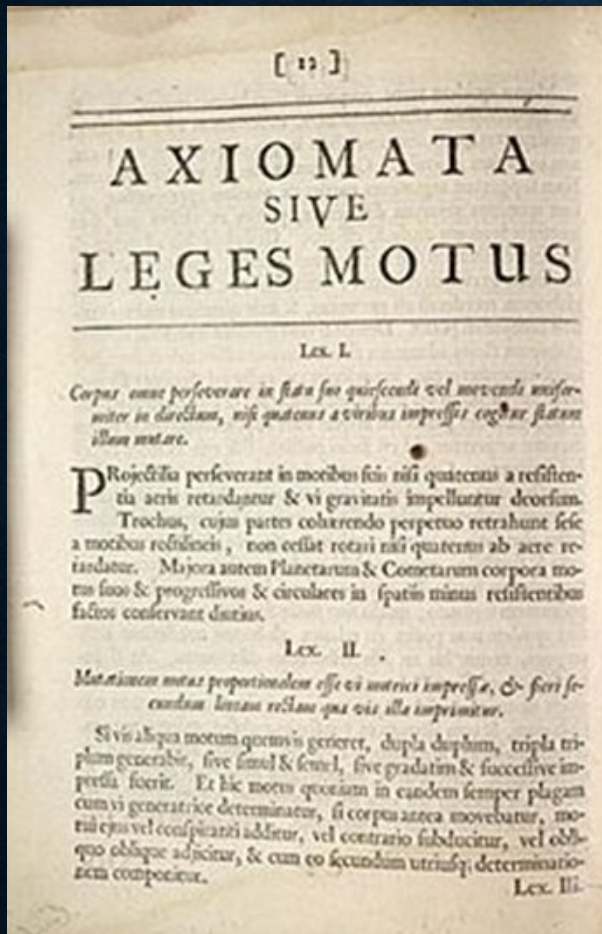 [ 12 ]
AXIOMATA
SIVE
LEGES MOTUS
Lex. I.
Corpus omne perseverare in statu suo quiescendi vel movendi unifor-
miter in directum, nisi quatenus a viribus impressis cogitur statum
illum mutare.
PRojectilia perseverant in motibus suis nisi quatenus a resisten-
tia aeris retardantur & vi gravitatis impelluntur deorsum.
Trochus, cujus partes cohærendo perpetuo retrahunt sese
a motibus rectilineis, non cessat rotari nisi quatenus ab aere re-
tardatur. Majora autem Planetarum & Cometarum corpora mo-
tus suos & progressivos & circulares in spatiis minus resistentibus
factos conservant diutius.
Lex. II.
Mutationem motus proportionalem esse vi motrici impressæ, & fieri se-
cundum lineam rectam qua vis illa imprimitur.
Si vis aliqua motum quemvis generet, dupla duplum, tripla tri-
plum generabit, sive simul & semel, sive gradatim & successive im-
pressa fuerit. Et hic motus quoniam in eandem semper plagam
cum vi generatrice determinatur, si corpus antea movebatur, mo-
tui ejus vel conspiranti additur, vel contrario subducitur, vel obli-
quo oblique adjicitur, & cum eo secundum utriusq; determinatio-
nem componitur.
Lex. III.